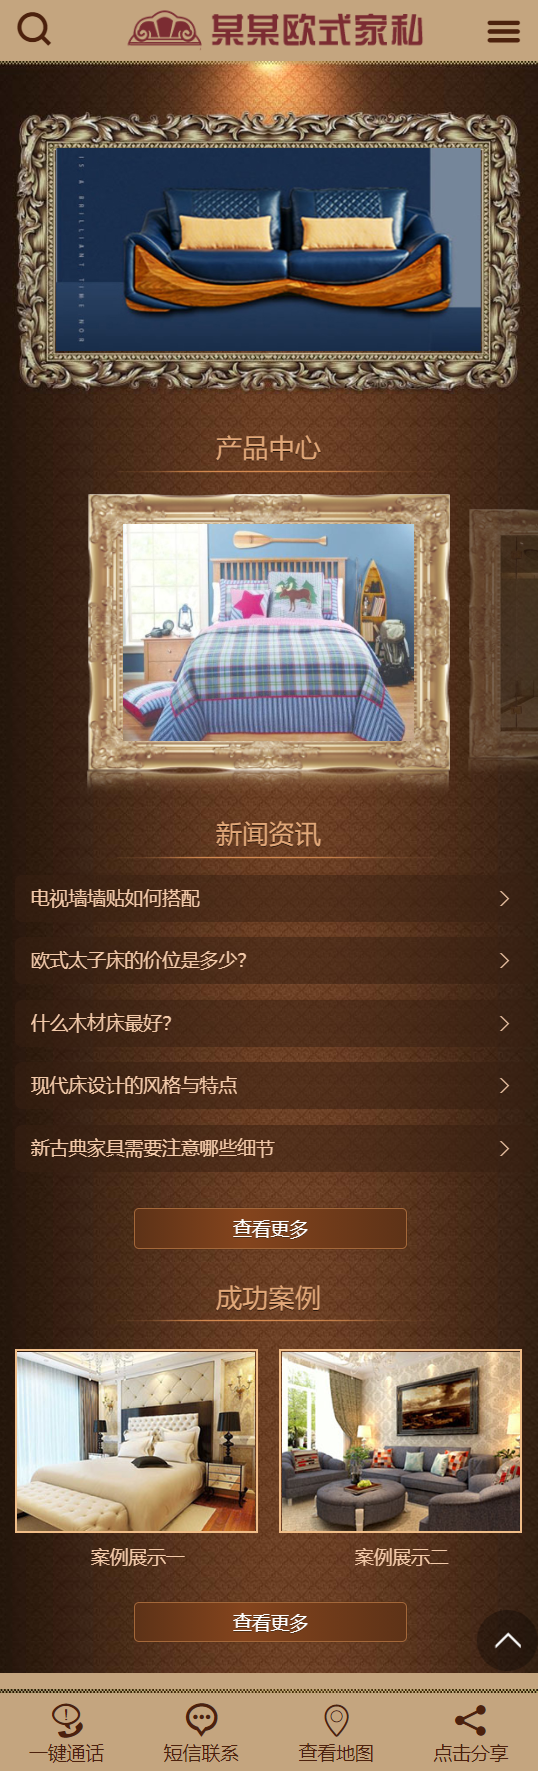 某某欧式家私
IS A BRILLIANT TIME NOR
产品中心
新闻资讯
电视墙墙贴如何搭配
欧式太子床的价位是多少?
什么木材床最好?
现代床设计的风格与特点
新古典家具需要注意哪些细节
查看更多
成功案例
案例展示一
案例展示二
查看更多
一键通话
短信联系
查看地图
点击分享